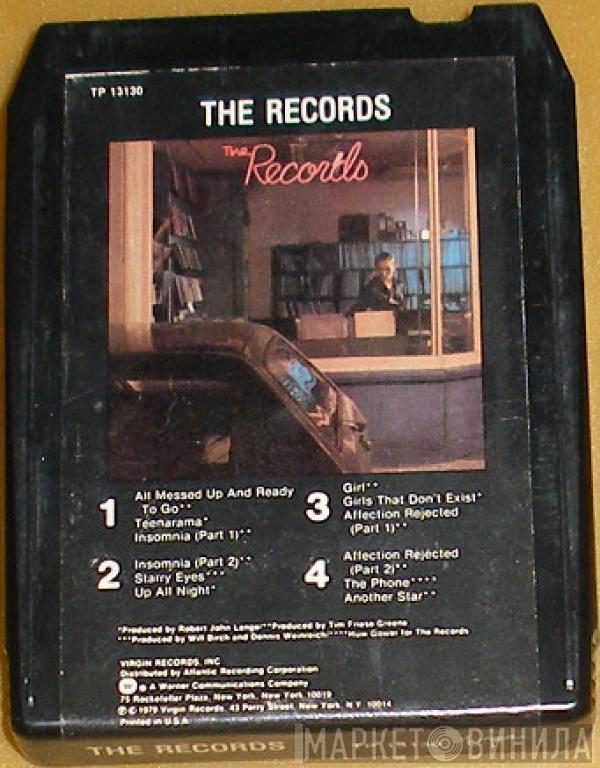 TP 13130
THE RECORDS
The Records
1
All Messed Up And Ready
To Go**
Teenarama*
Insomnia (Part 1)**
2
Insomnia (Part 2)**
Starry Eyes***
Up All Night*
3
Girl**
Girls That Don't Exist*
Affection Rejected
(Part 1)**
4
Affection Rejected
(Part 2)**
The Phone****
Another Star**
*Produced by Robert John Lange/**Produced by Tim Friese-Greene
***Produced by Will Birch and Dennis Weinreich/****Huw Gower for The Records
VIRGIN RECORDS, INC
Distributed by Atlantic Recording Corporation
A Warner Communications Company
75 Rockefeller Plaza, New York, New York 10019
℗ © 1979 Virgin Records, 43 Perry Street, New York, N.Y. 10014
Printed in U.S.A.
THE RECORDS
МАРКЕТ ВИНИЛА